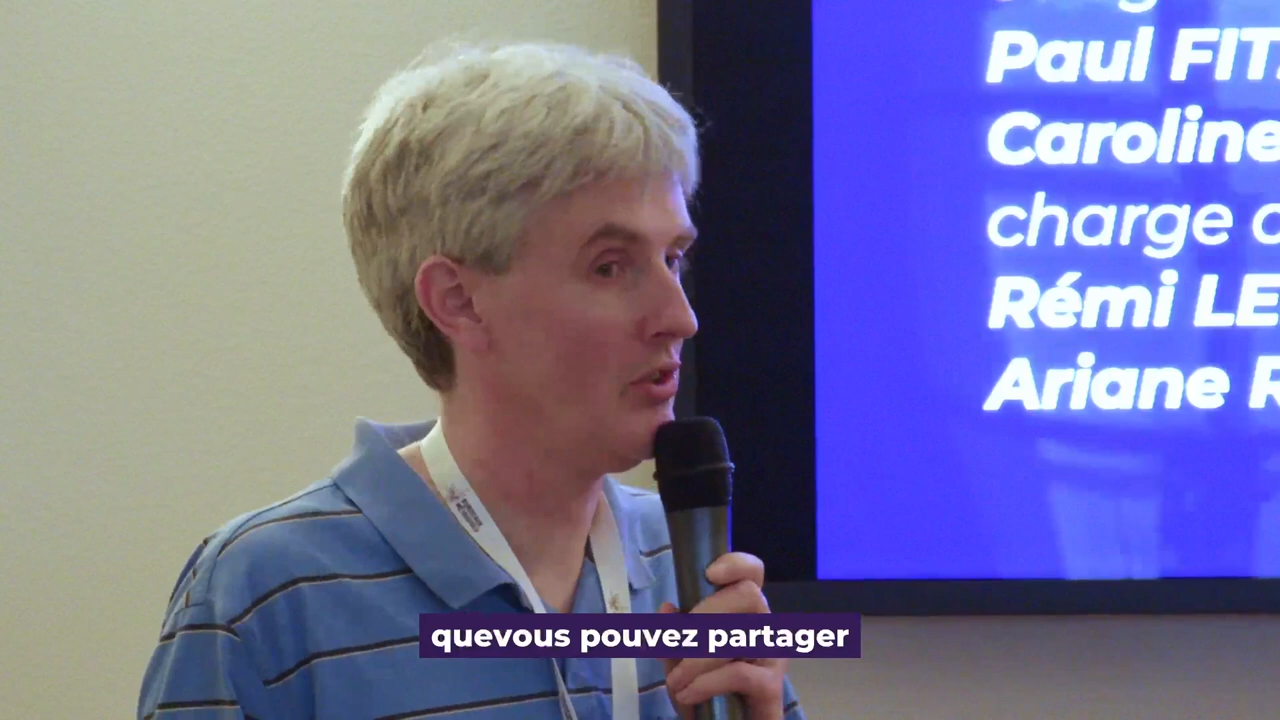 Paul FIT
Caroline
charge
Rémi LE
Ariane R
quevous pouvez partager